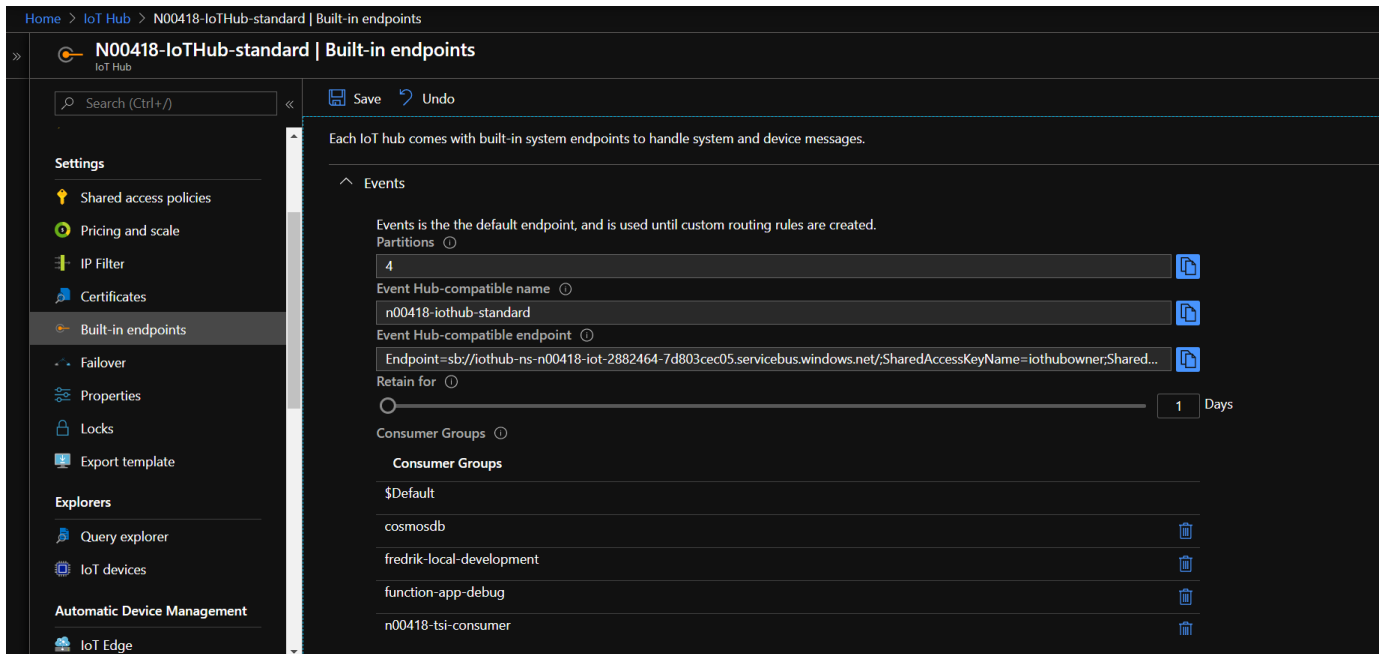 Home > IoT Hub > N00418-IoTHub-standard | Built-in endpoints
N00418-IoTHub-standard | Built-in endpoints
IoT Hub
Search (Ctrl+/)
Settings
Shared access policies
Pricing and scale
IP Filter
Certificates
Built-in endpoints
Failover
Properties
Locks
Export template
Explorers
Query explorer
IoT devices
Automatic Device Management
IoT Edge
Save Undo
Each IoT hub comes with built-in system endpoints to handle system and device messages.
Events
Events is the the default endpoint, and is used until custom routing rules are created.
Partitions
4
Event Hub-compatible name
n00418-iothub-standard
Event Hub-compatible endpoint
Endpoint=sb://iothub-ns-n00418-iot-2882464-7d803cec05.servicebus.windows.net/;SharedAccessKeyName=iothubowner;Shared...
Retain for
1 Days
Consumer Groups
Consumer Groups
$Default
cosmosdb
fredrik-local-development
function-app-debug
n00418-tsi-consumer